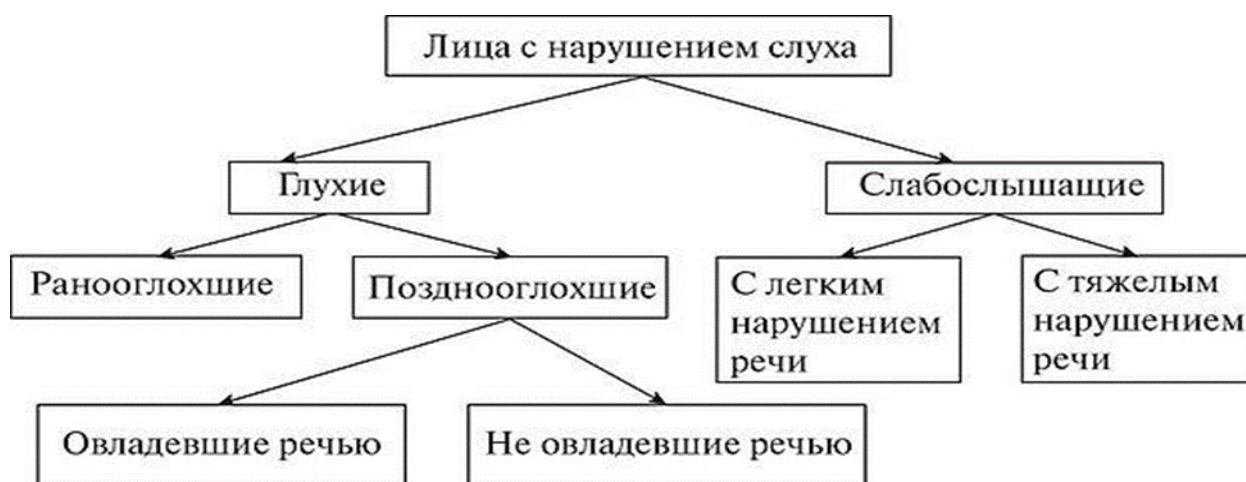 Лица с нарушением слуха
Глухие
Слабослышащие
Ранооглохшие
Позднооглохшие
С легким
нарушением
речи
С тяжелым
нарушением
речи
Овладевшие речью
Не овладевшие речью